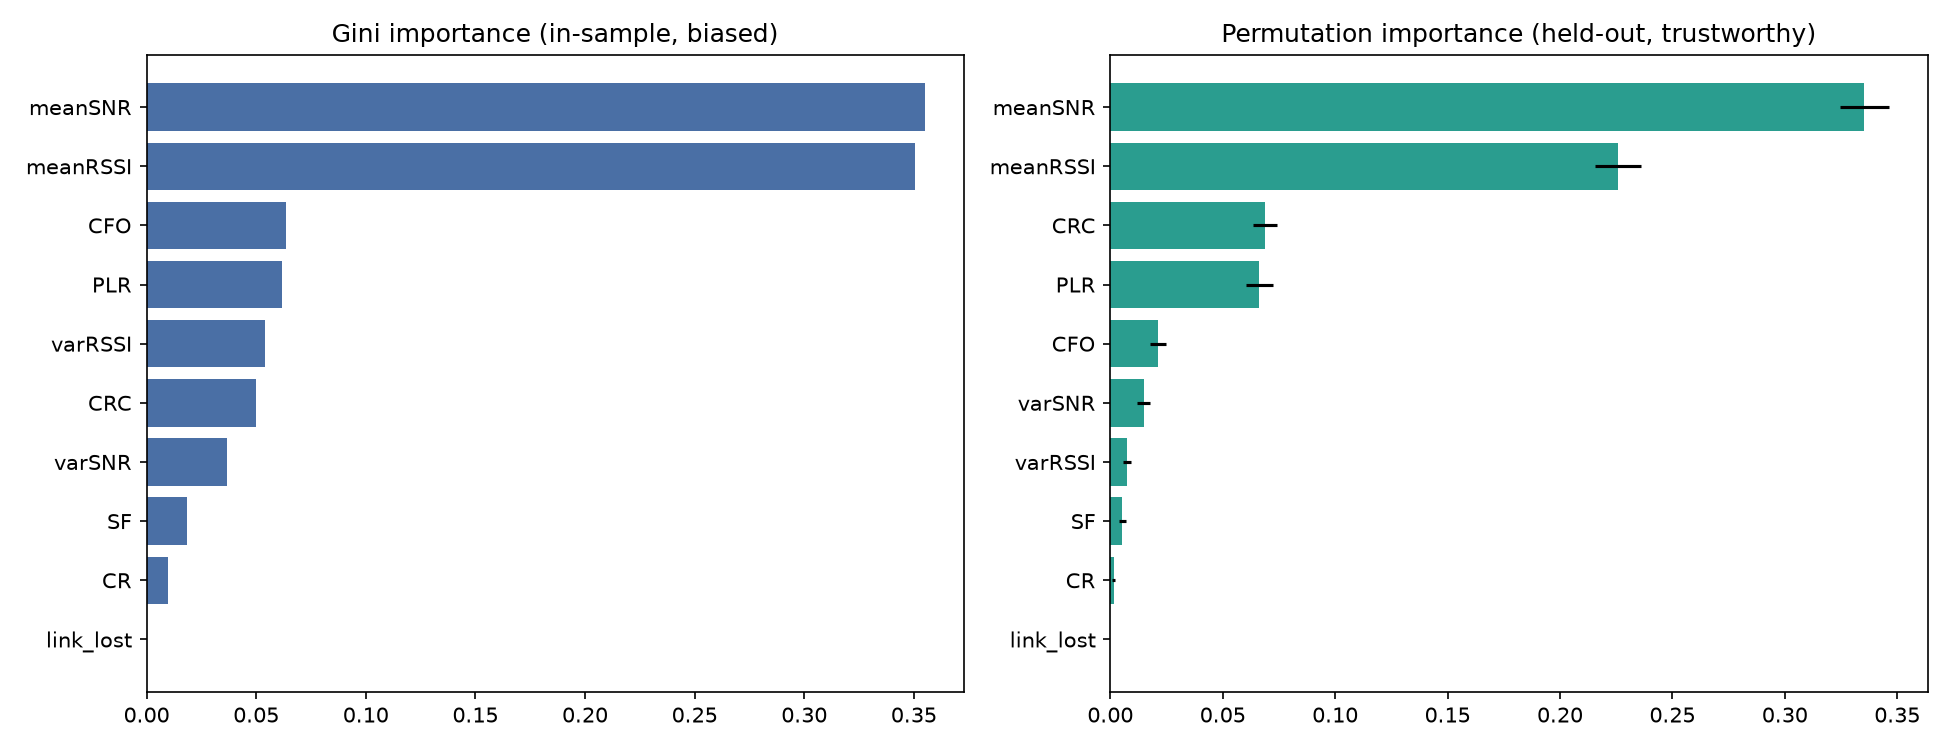 Gini importance (in-sample, biased)
meanSNR
meanRSSI
CFO
PLR
varRSSI
CRC
varSNR
SF
CR
link_lost
0.00 0.05 0.10 0.15 0.20 0.25 0.30 0.35
Permutation importance (held-out, trustworthy)
meanSNR
meanRSSI
CRC
PLR
CFO
varSNR
varRSSI
SF
CR
link_lost
0.00 0.05 0.10 0.15 0.20 0.25 0.30 0.35